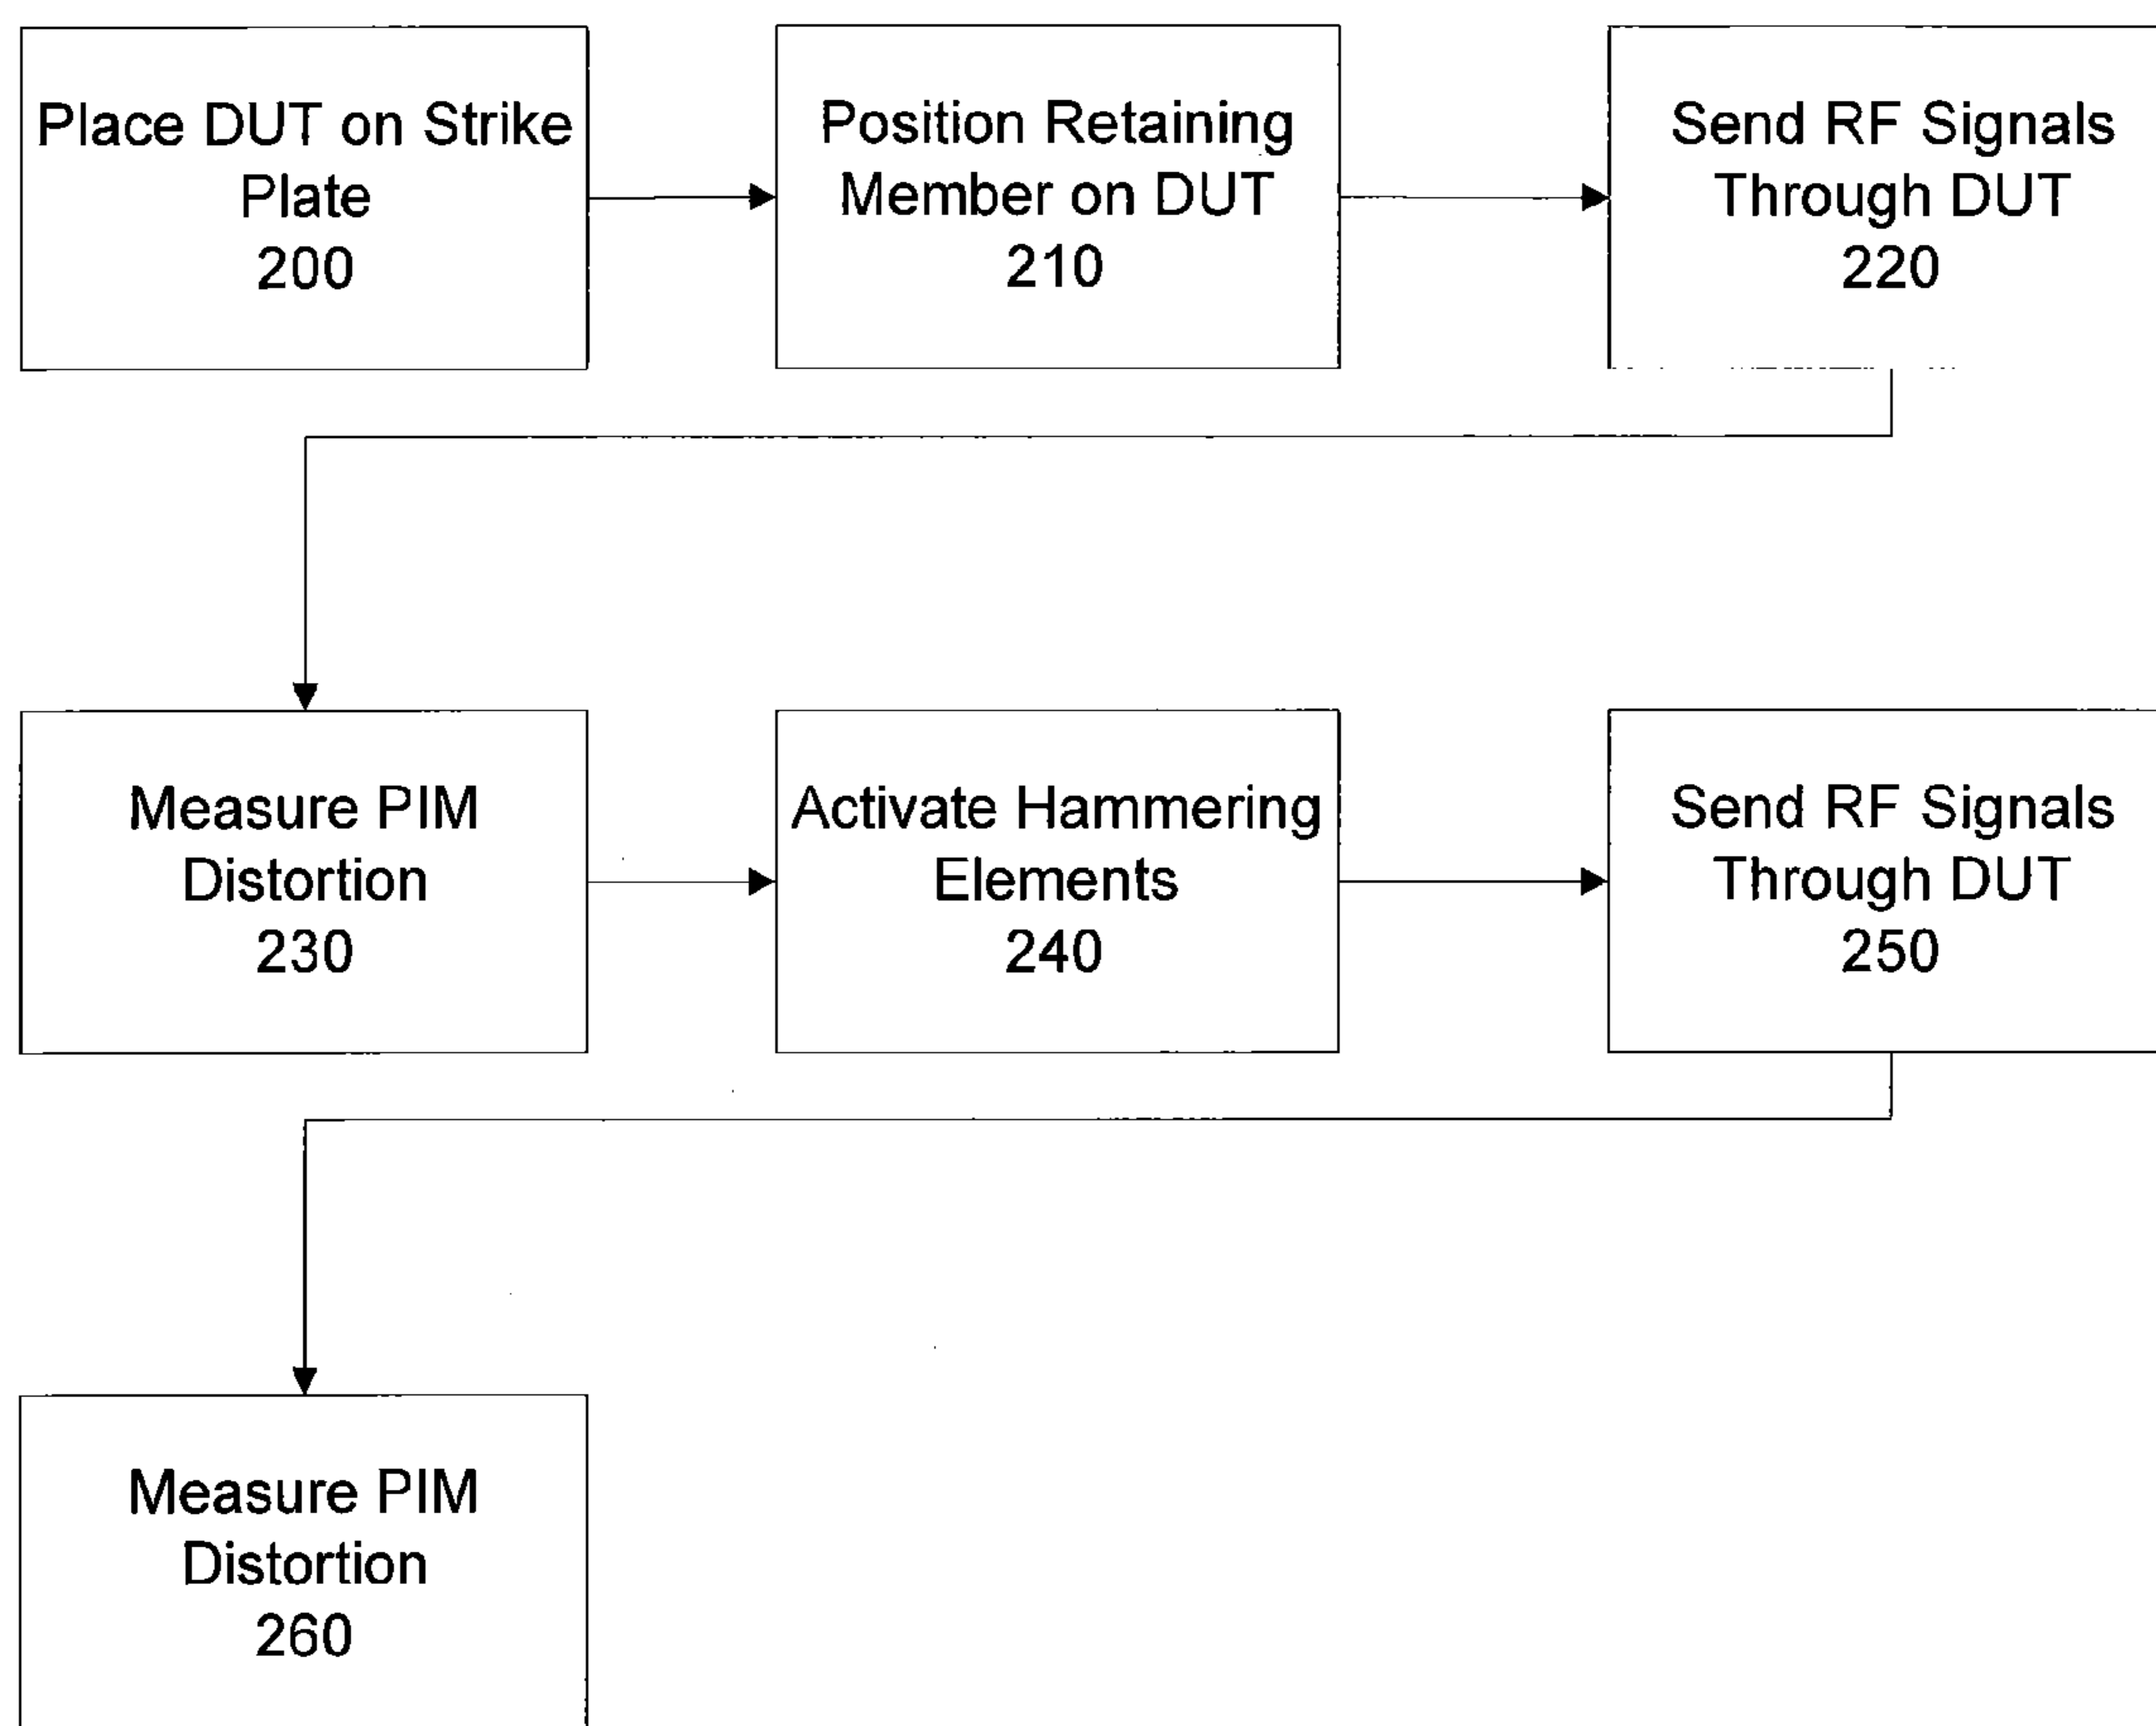 Place DUT on Strike
Plate
200
Position Retaining
Member on DUT
210
Send RF Signals
Through DUT
220
Measure PIM
Distortion
230
Activate Hammering
Elements
240
Send RF Signals
Through DUT
250
Measure PIM
Distortion
260